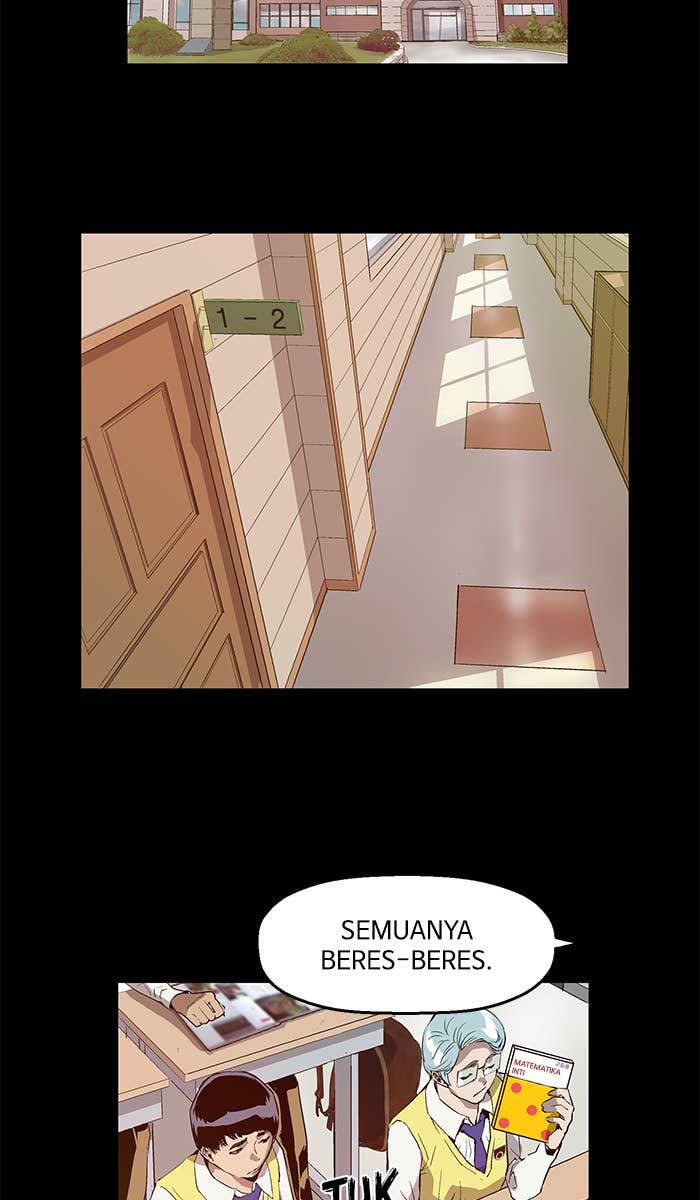 1 - 2
SEMUANYA
BERES-BERES.
MATEMATIKA
INTI
TUK